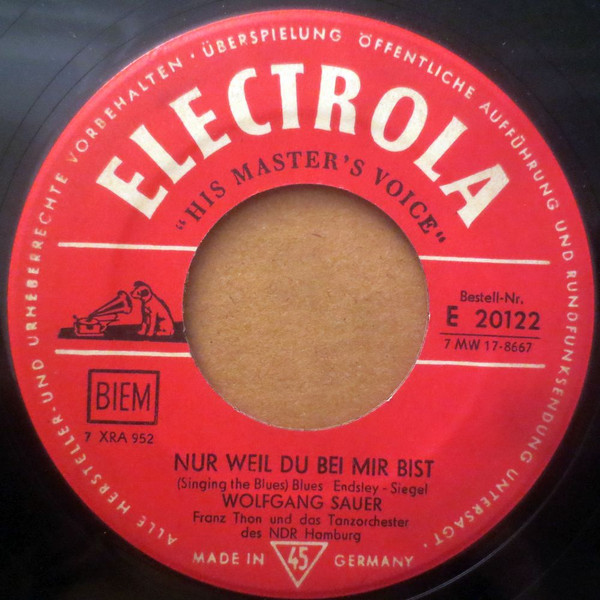 ALLE HERSTELLER- UND URHEBERRECHTE VORBEHALTEN · ÜBERSPIELUNG ÖFFENTLICHE AUFFÜHRUNG UND RUNDFUNKSENDUNG UNTERSAGT ·
ELECTROLA
"HIS MASTER'S VOICE"
Bestell-Nr.
E 20122
7 MW 17-8667
BIEM
7 XRA 952
NUR WEIL DU BEI MIR BIST
(Singing the Blues) Blues Endsley - Siegel
WOLFGANG SAUER
Franz Thon und das Tanzorchester
des NDR Hamburg
MADE IN 45 GERMANY